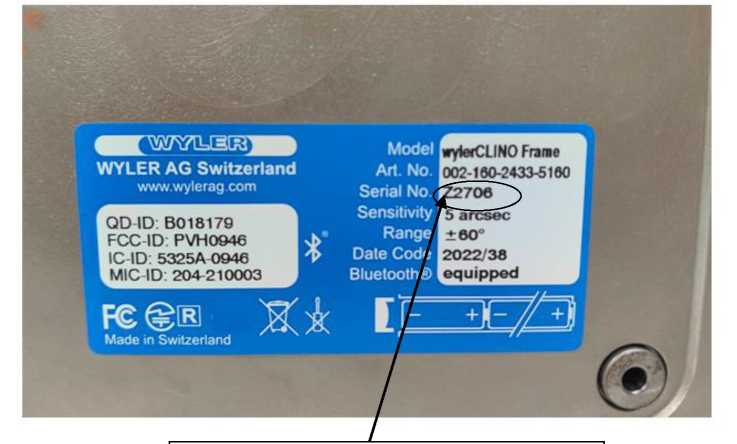 WYLER
WYLER AG Switzerland
www.wylerag.com
QD-ID: B018179
FCC-ID: PVH0946
IC-ID: 5325A-0946
MIC-ID: 204-210003
FC R
Made in Switzerland
Model wylerCLINO Frame
Art. No. 002-160-2433-5160
Serial No. Z2706
Sensitivity 5 arcsec
Range ±60°
Date Code 2022/38
Bluetooth® equipped
- + - +